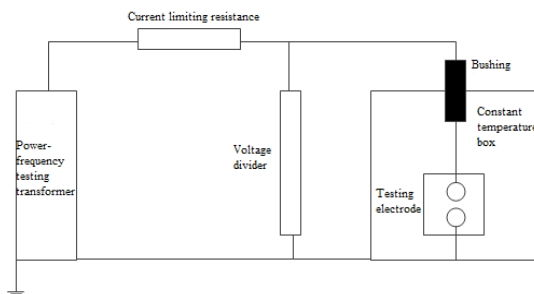 Current limiting resistance
Bushing
Constant
temperature
box
Power-
frequency
testing
transformer
Voltage
divider
Testing
electrode